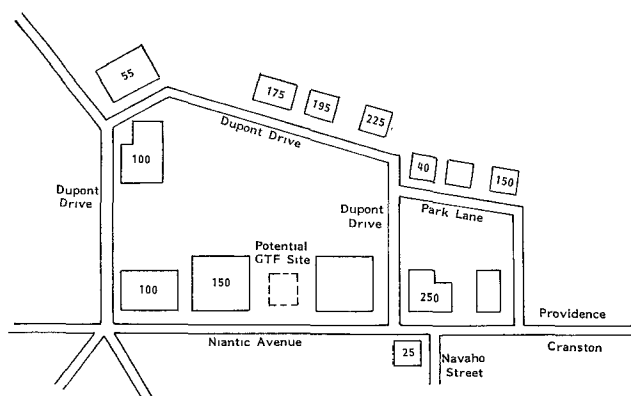 55
175
195
225
Dupont Drive
100
40
150
Dupont
Drive
Dupont
Drive
Park Lane
Potential
GTF Site
100
150
250
Providence
Niantic Avenue
Cranston
25
Navaho
Street